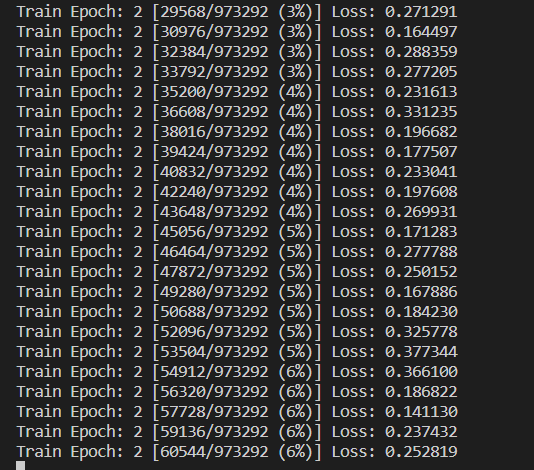 Train Epoch: 2 [29568/973292 (3%)] Loss: 0.271291
Train Epoch: 2 [30976/973292 (3%)] Loss: 0.164497
Train Epoch: 2 [32384/973292 (3%)] Loss: 0.288359
Train Epoch: 2 [33792/973292 (3%)] Loss: 0.277205
Train Epoch: 2 [35200/973292 (4%)] Loss: 0.231613
Train Epoch: 2 [36608/973292 (4%)] Loss: 0.331235
Train Epoch: 2 [38016/973292 (4%)] Loss: 0.196682
Train Epoch: 2 [39424/973292 (4%)] Loss: 0.177507
Train Epoch: 2 [40832/973292 (4%)] Loss: 0.233041
Train Epoch: 2 [42240/973292 (4%)] Loss: 0.197608
Train Epoch: 2 [43648/973292 (4%)] Loss: 0.269931
Train Epoch: 2 [45056/973292 (5%)] Loss: 0.171283
Train Epoch: 2 [46464/973292 (5%)] Loss: 0.277788
Train Epoch: 2 [47872/973292 (5%)] Loss: 0.250152
Train Epoch: 2 [49280/973292 (5%)] Loss: 0.167886
Train Epoch: 2 [50688/973292 (5%)] Loss: 0.184230
Train Epoch: 2 [52096/973292 (5%)] Loss: 0.325778
Train Epoch: 2 [53504/973292 (5%)] Loss: 0.377344
Train Epoch: 2 [54912/973292 (6%)] Loss: 0.366100
Train Epoch: 2 [56320/973292 (6%)] Loss: 0.186822
Train Epoch: 2 [57728/973292 (6%)] Loss: 0.141130
Train Epoch: 2 [59136/973292 (6%)] Loss: 0.237432
Train Epoch: 2 [60544/973292 (6%)] Loss: 0.252819